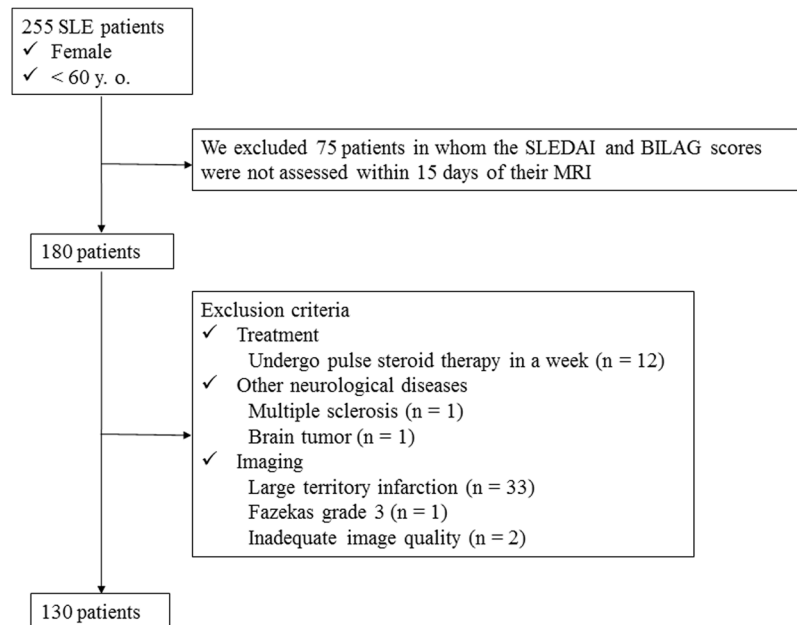 255 SLE patients
✓ Female
✓ < 60 y. o.
We excluded 75 patients in whom the SLEDAI and BILAG scores
were not assessed within 15 days of their MRI
180 patients
Exclusion criteria
✓ Treatment
Undergo pulse steroid therapy in a week (n = 12)
✓ Other neurological diseases
Multiple sclerosis (n = 1)
Brain tumor (n = 1)
✓ Imaging
Large territory infarction (n = 33)
Fazekas grade 3 (n = 1)
Inadequate image quality (n = 2)
130 patients